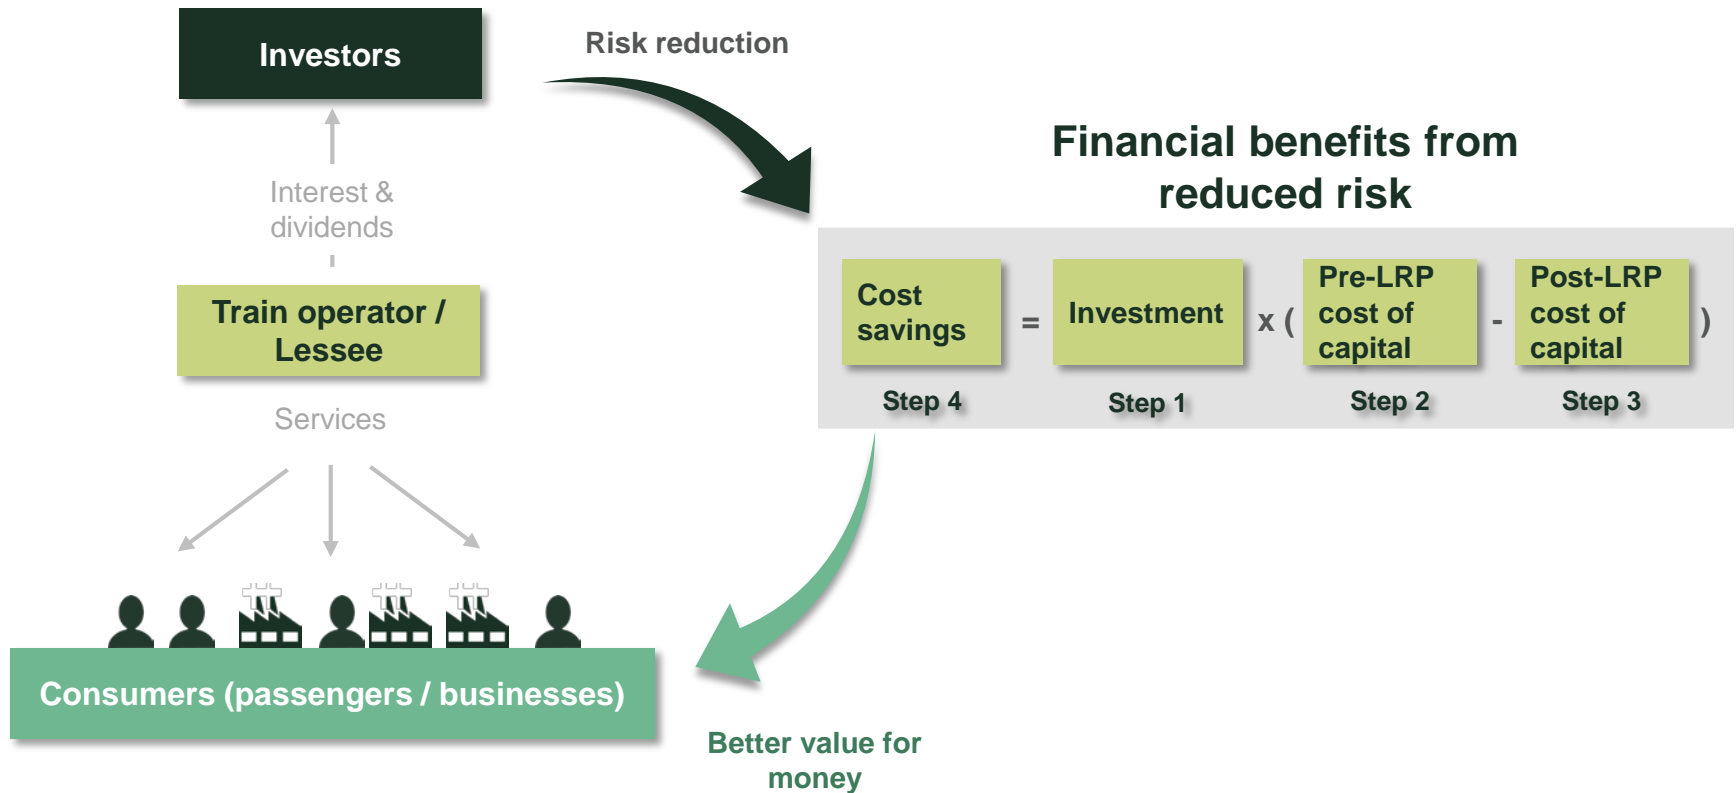 Investors
Risk reduction
Interest &
dividends
Train operator /
Lessee
Services
Consumers (passengers / businesses)
Financial benefits from
reduced risk
Cost
savings
=
Investment
x (
Pre-LRP
cost of
capital
-
Post-LRP
cost of
capital
)
Step 4
Step 1
Step 2
Step 3
Better value for
money